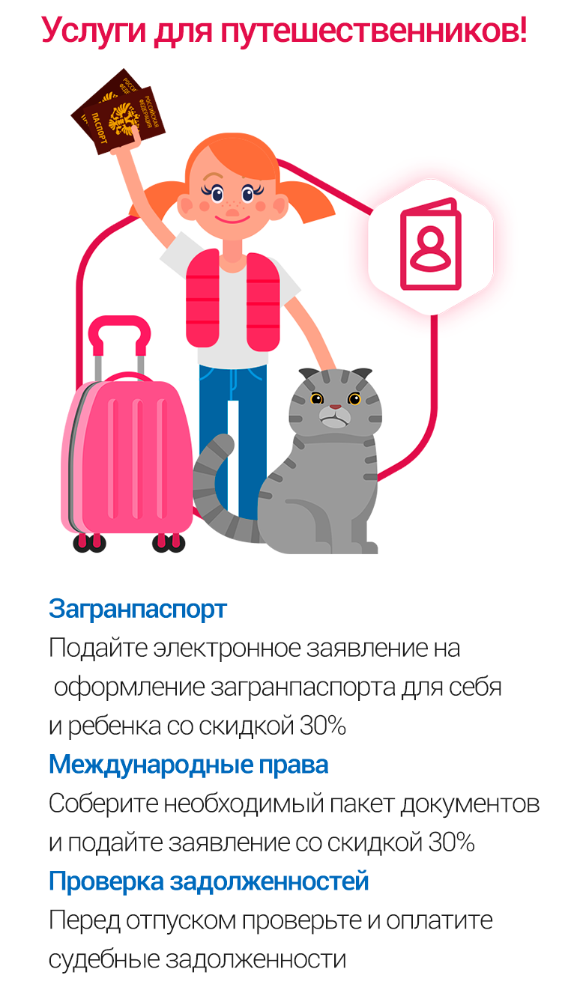 Услуги для путешественников!
РОССИЙСКАЯ
ФЕДЕРАЦИЯ
ПАСПОРТ
Загранпаспорт
Подайте электронное заявление на
оформление загранпаспорта для себя
и ребенка со скидкой 30%
Международные права
Соберите необходимый пакет документов
и подайте заявление со скидкой 30%
Проверка задолженностей
Перед отпуском проверьте и оплатите
судебные задолженности